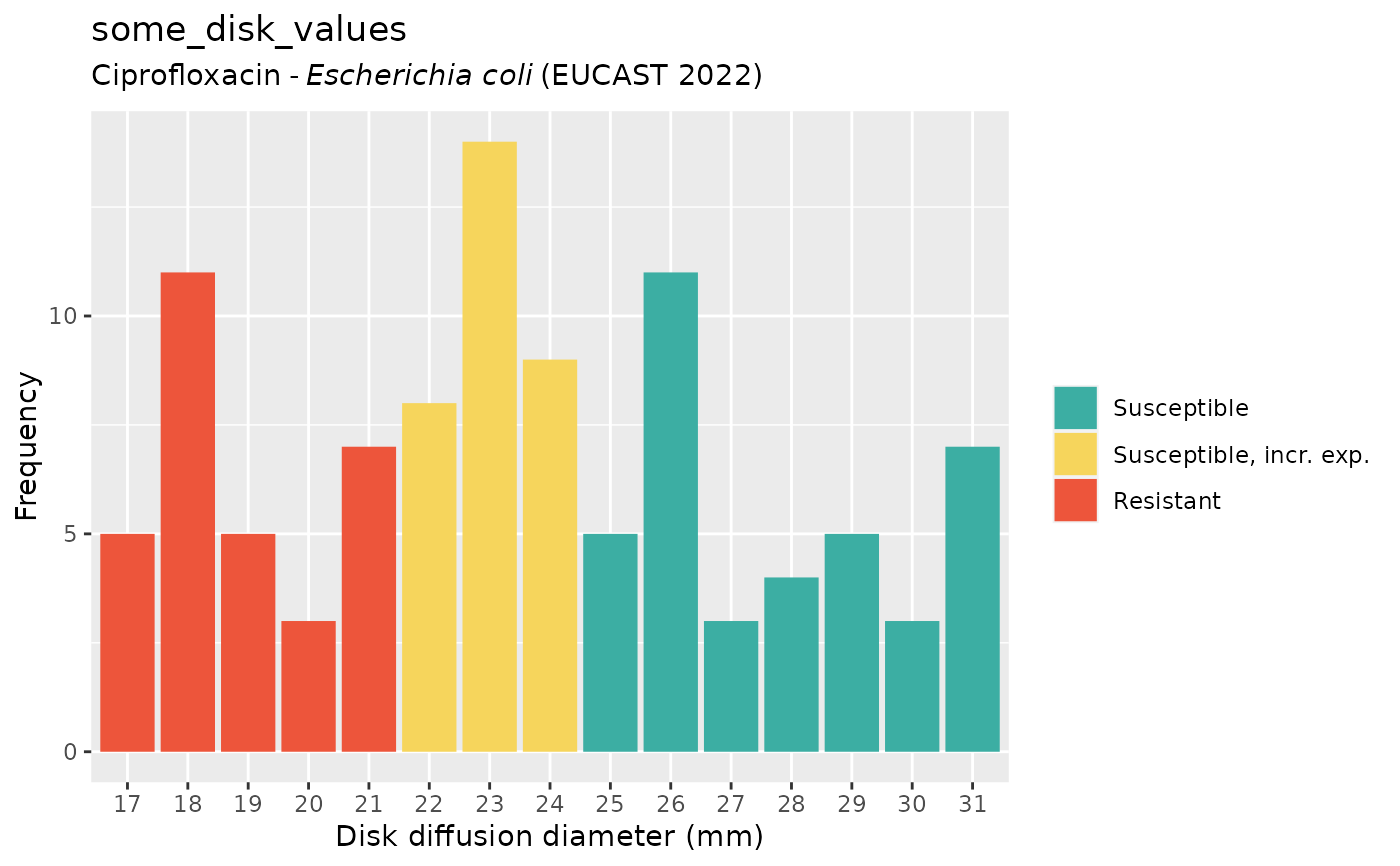 some_disk_values
Ciprofloxacin - Escherichia coli (EUCAST 2022)
Frequency
10
5
0
17 18 19 20 21 22 23 24 25 26 27 28 29 30 31
Disk diffusion diameter (mm)
Susceptible
Susceptible, incr. exp.
Resistant